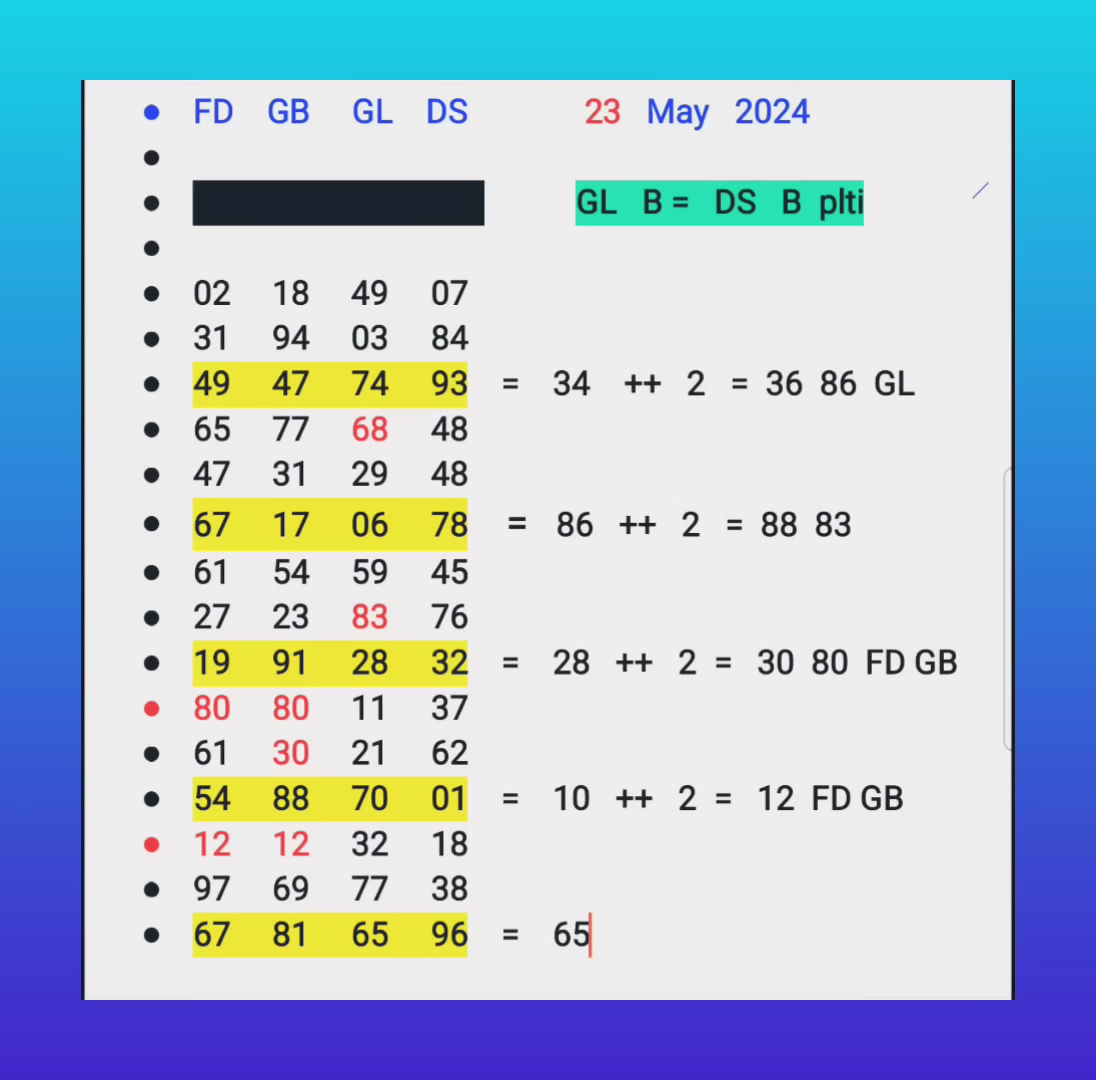 FD GB GL DS 23 May 2024
GL B = DS B plti
02 18 49 07
31 94 03 84
49 47 74 93 = 34 ++ 2 = 36 86 GL
65 77 68 48
47 31 29 48
67 17 06 78 = 86 ++ 2 = 88 83
61 54 59 45
27 23 83 76
19 91 28 32 = 28 ++ 2 = 30 80 FD GB
80 80 11 37
61 30 21 62
54 88 70 01 = 10 ++ 2 = 12 FD GB
12 12 32 18
97 69 77 38
67 81 65 96 = 65